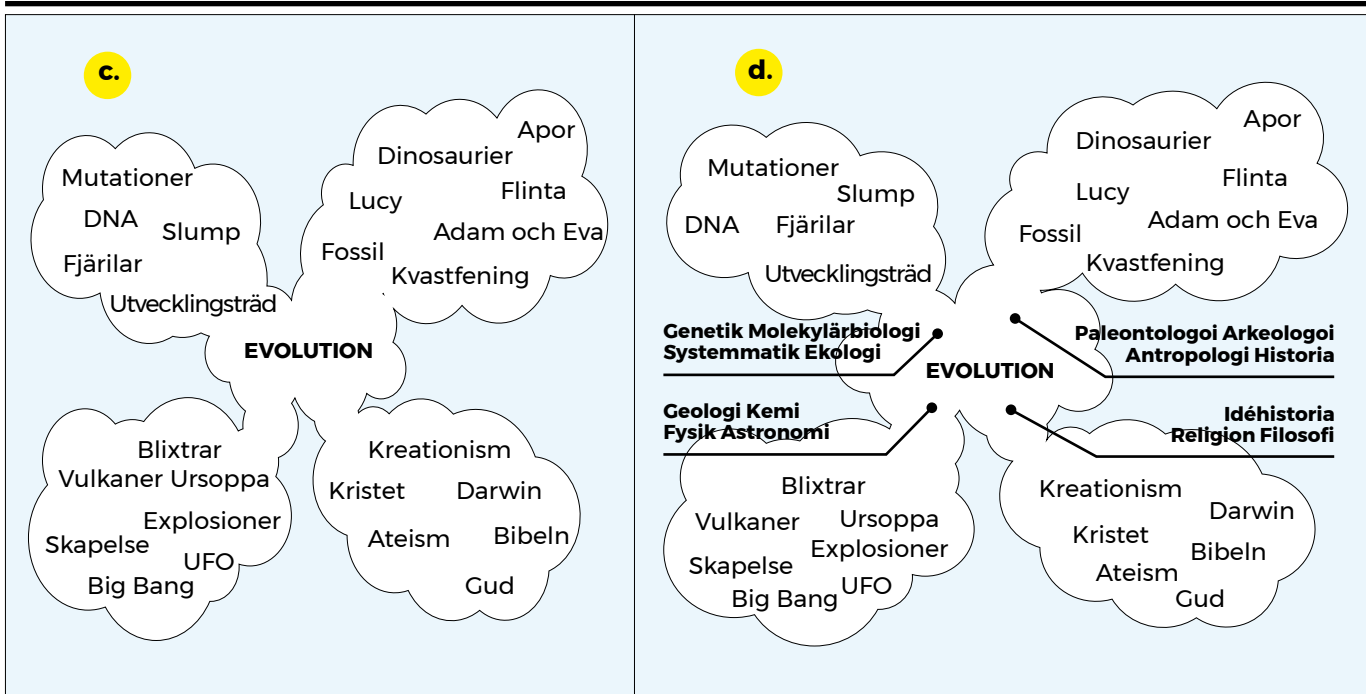 c.
Mutationer
DNA
Slump
Fjärilar
Utvecklingsträd
Apor
Dinosaurier
Flinta
Lucy
Adam och Eva
Fossil
Kvastfening
EVOLUTION
Blixtrar
Vulkaner Ursoppa
Explosioner
Skapelse
UFO
Big Bang
Kreationism
Kristet
Darwin
Ateism
Bibeln
Gud
d.
Mutationer
Slump
DNA
Fjärilar
Utvecklingsträd
Apor
Dinosaurier
Flinta
Lucy
Adam och Eva
Fossil
Kvastfening
Genetik Molekylärbiologi
Systemmatik Ekologi
Paleontologoi Arkeologoi
Antropologi Historia
EVOLUTION
Geologi Kemi
Fysik Astronomi
Idéhistoria
Religion Filosofi
Blixtrar
Vulkaner
Ursoppa
Explosioner
Skapelse
UFO
Big Bang
Kreationism
Darwin
Kristet
Bibeln
Ateism
Gud